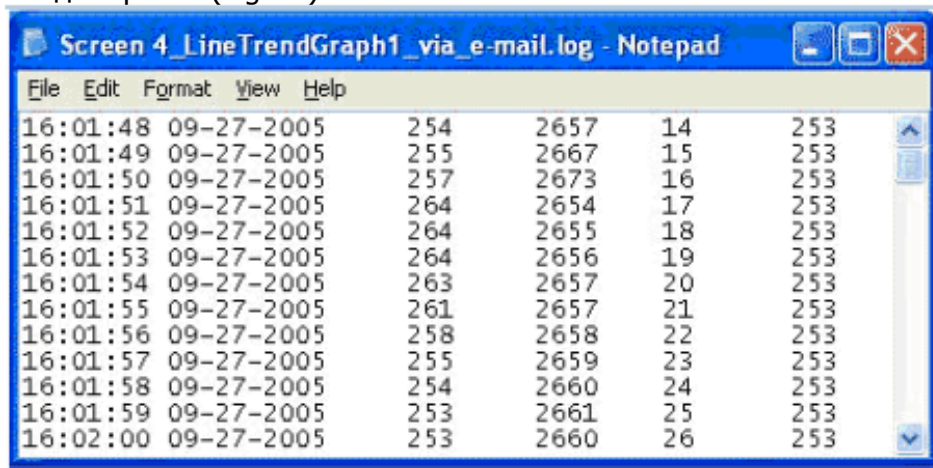 Screen 4_LineTrendGraph1_via_e-mail.log - Notepad
File Edit Format View Help
16:01:48 09-27-2005 254 2657 14 253
16:01:49 09-27-2005 255 2667 15 253
16:01:50 09-27-2005 257 2673 16 253
16:01:51 09-27-2005 264 2654 17 253
16:01:52 09-27-2005 264 2655 18 253
16:01:53 09-27-2005 264 2656 19 253
16:01:54 09-27-2005 263 2657 20 253
16:01:55 09-27-2005 261 2657 21 253
16:01:56 09-27-2005 258 2658 22 253
16:01:57 09-27-2005 255 2659 23 253
16:01:58 09-27-2005 254 2660 24 253
16:01:59 09-27-2005 253 2661 25 253
16:02:00 09-27-2005 253 2660 26 253